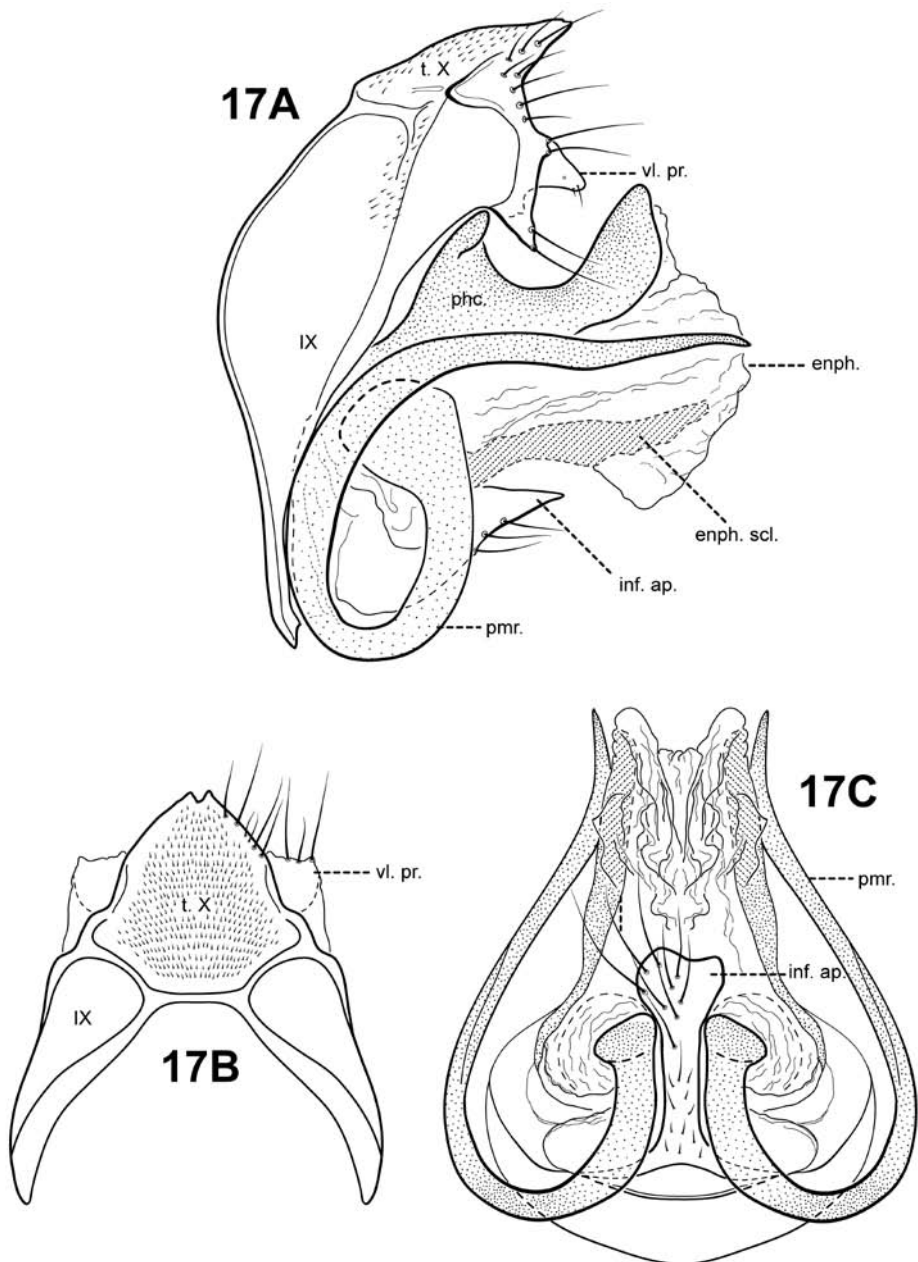 17A
t. X
vl. pr.
phc.
IX
enph.
enph. scl.
inf. ap.
pmr.
17B
t. X
vl. pr.
IX
17C
pmr.
inf. ap.